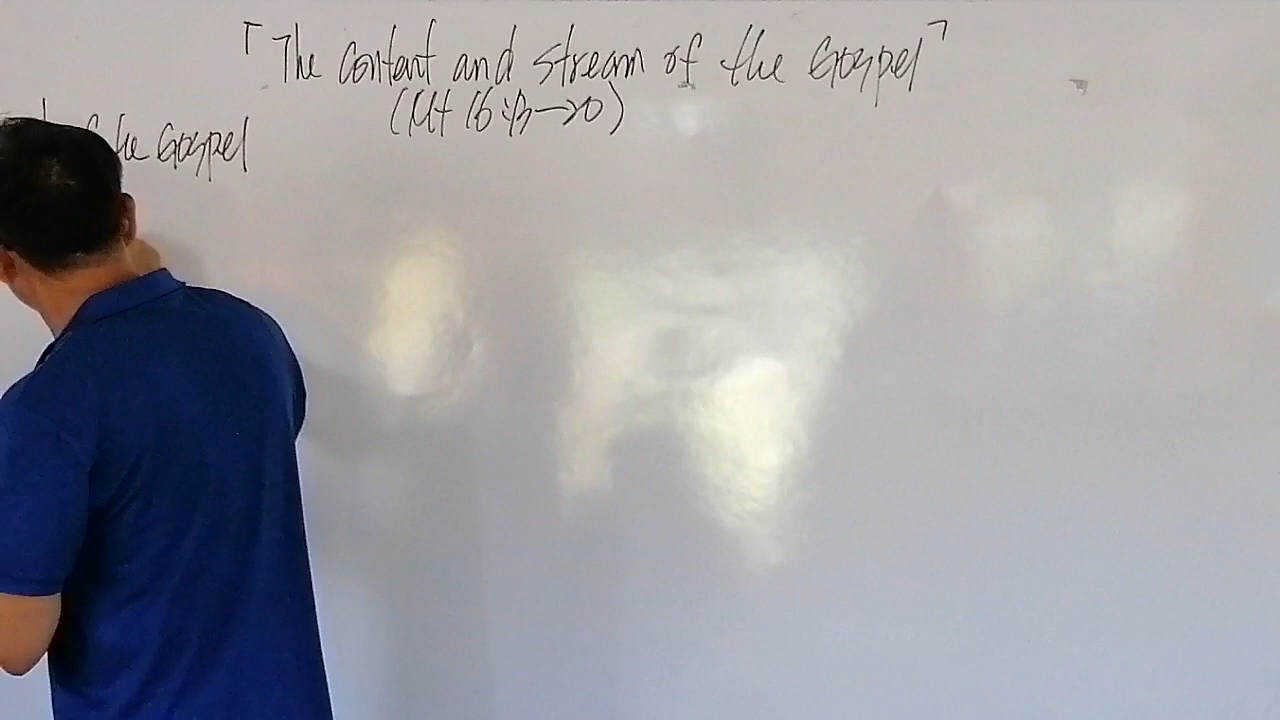 「The content and stream of the Gospel」
(Mt 16:13→20)
the Gospel